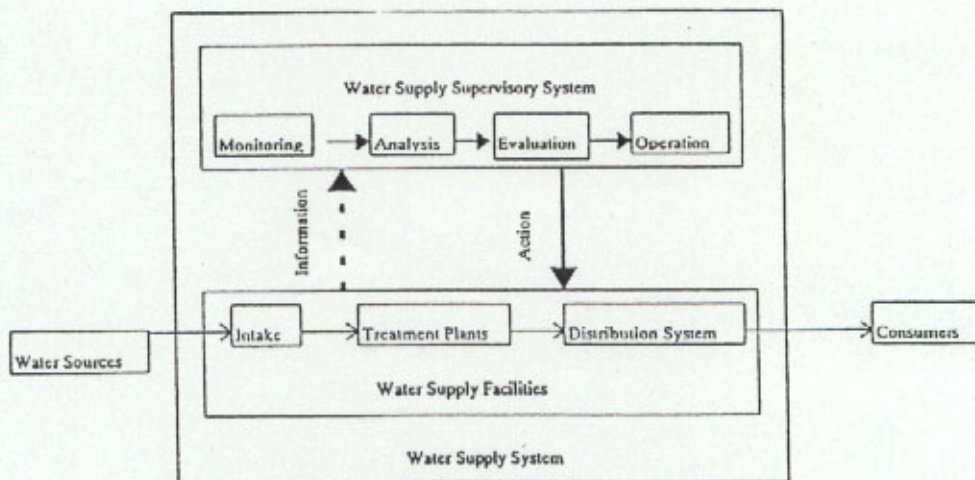 Water Supply Supervisory System
Monitoring
Analysis
Evaluation
Operation
Information
Action
Intake
Treatment Plants
Distribution System
Consumers
Water Sources
Water Supply Facilities
Water Supply System